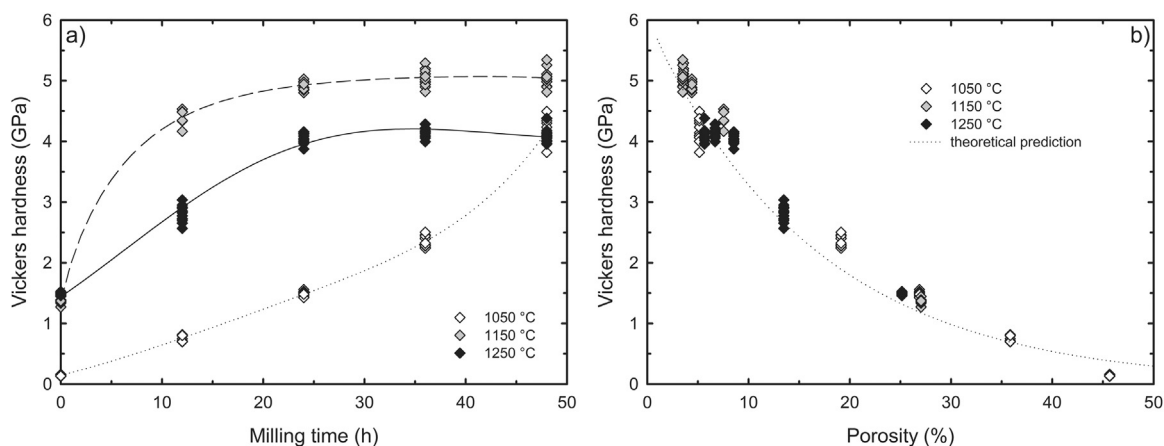 a)
Vickers hardness (GPa)
6
5
4
3
2
1
0
1050 °C
1150 °C
1250 °C
0 10 20 30 40 50
Milling time (h)
b)
Vickers hardness (GPa)
6
5
4
3
2
1
0
1050 °C
1150 °C
1250 °C
theoretical prediction
0 10 20 30 40 50
Porosity (%)